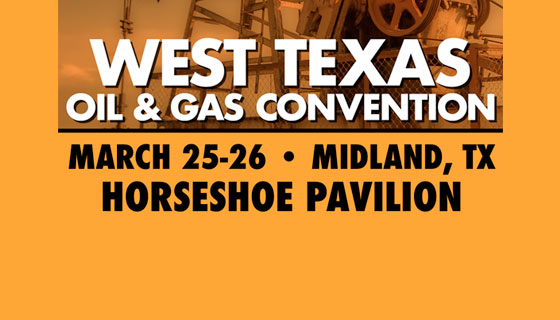 WEST TEXAS
OIL & GAS CONVENTION
MARCH 25-26 • MIDLAND, TX
HORSESHOE PAVILION